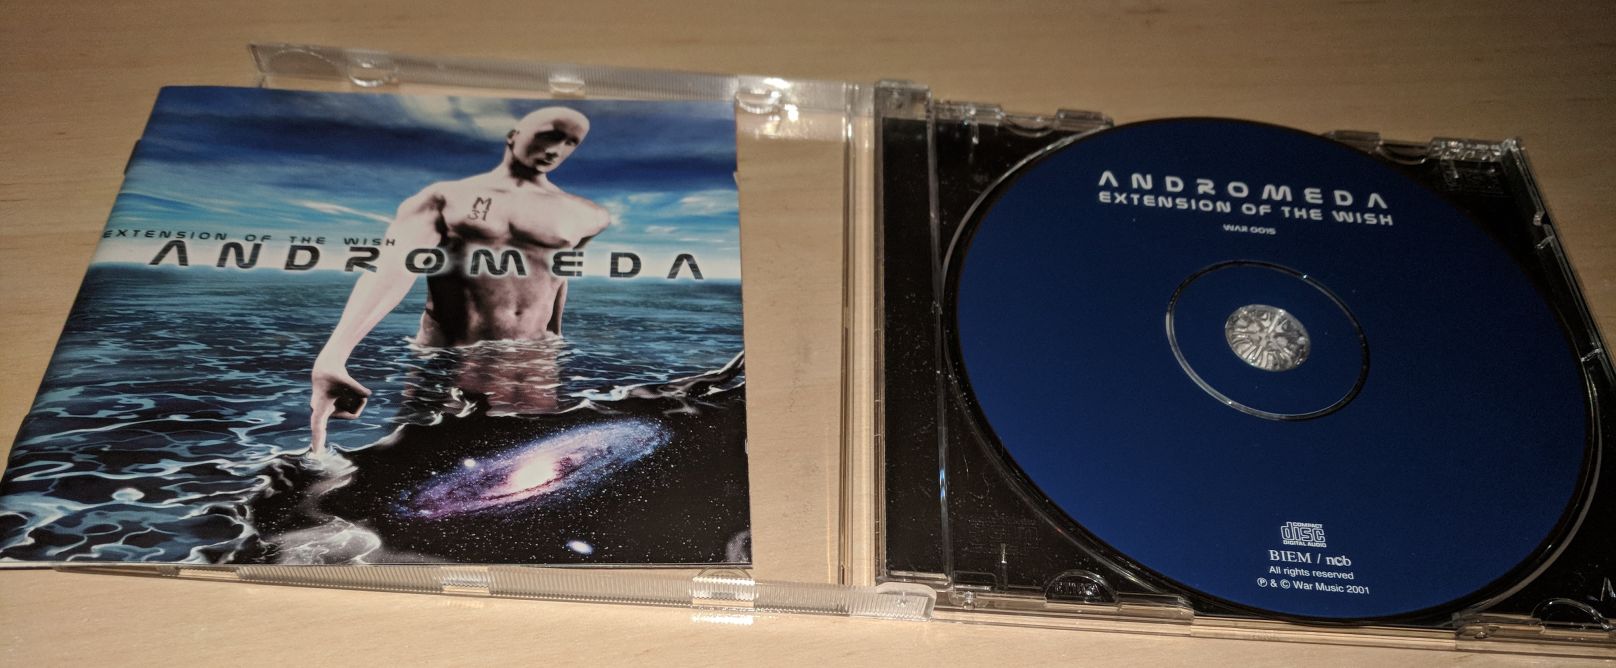 EXTENSION OF THE WISH
ANDROMEDA
M
31
ANDROMEDA
EXTENSION OF THE WISH
WAR 0015
COMPACT
disc
DIGITAL AUDIO
BIEM / ncb
All rights reserved
℗ & © War Music 2001